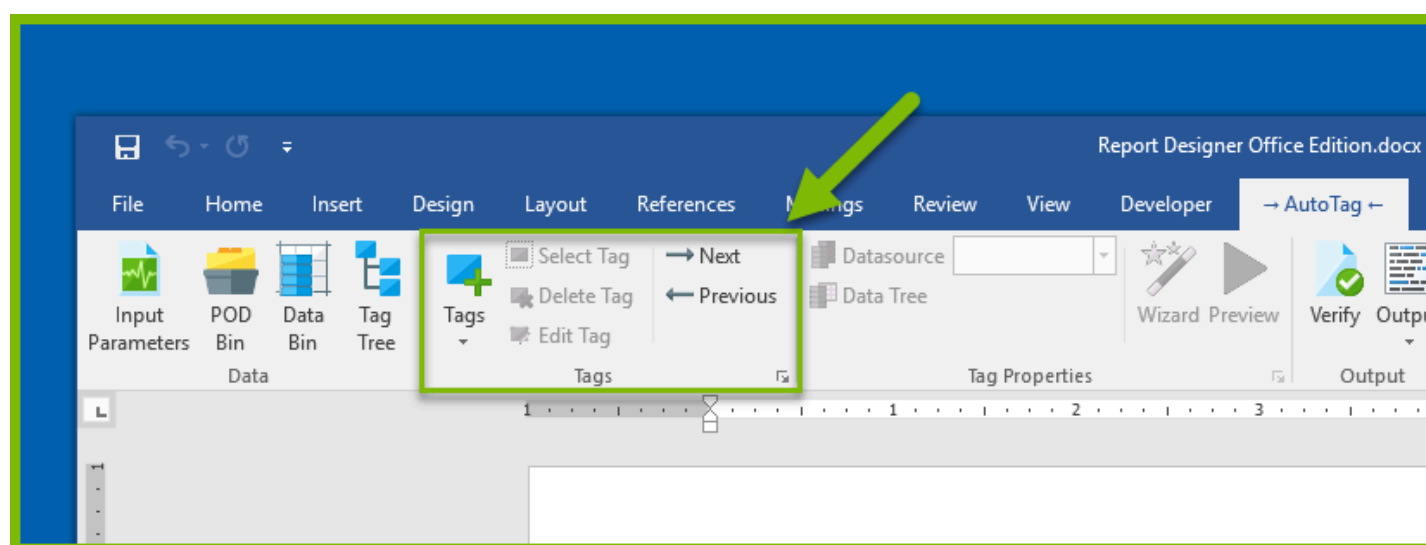 Report Designer Office Edition.docx
File Home Insert Design Layout References Review View Developer → AutoTag ←
Select Tag → Next Datasource
Delete Tag ← Previous Data Tree
Input Parameters
POD Bin
Data Bin
Tag Tree
Tags
Edit Tag
Wizard Preview
Verify
Data Tags Tag Properties Output
1 1 2 3
1